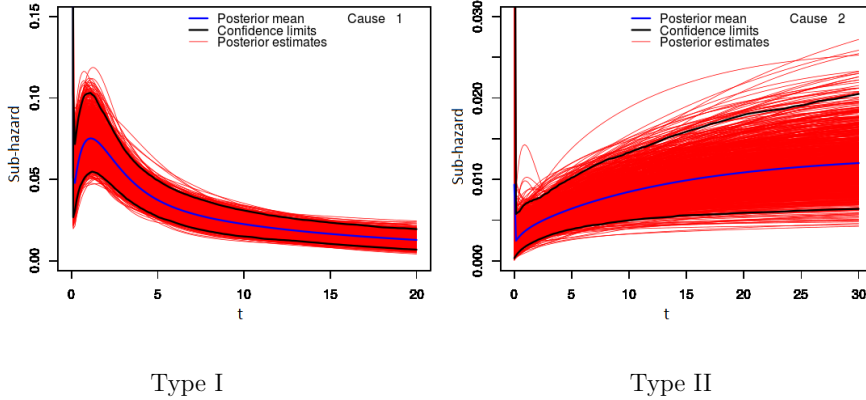 Posterior mean Cause 1
Confidence limits
Posterior estimates
0.15
0.10
0.05
0.00
Sub-hazard
0 5 10 15 20
t
Posterior mean Cause 2
Confidence limits
Posterior estimates
0.030
0.020
0.010
0.000
Sub-hazard
0 5 10 15 20 25 30
t
Type I
Type II